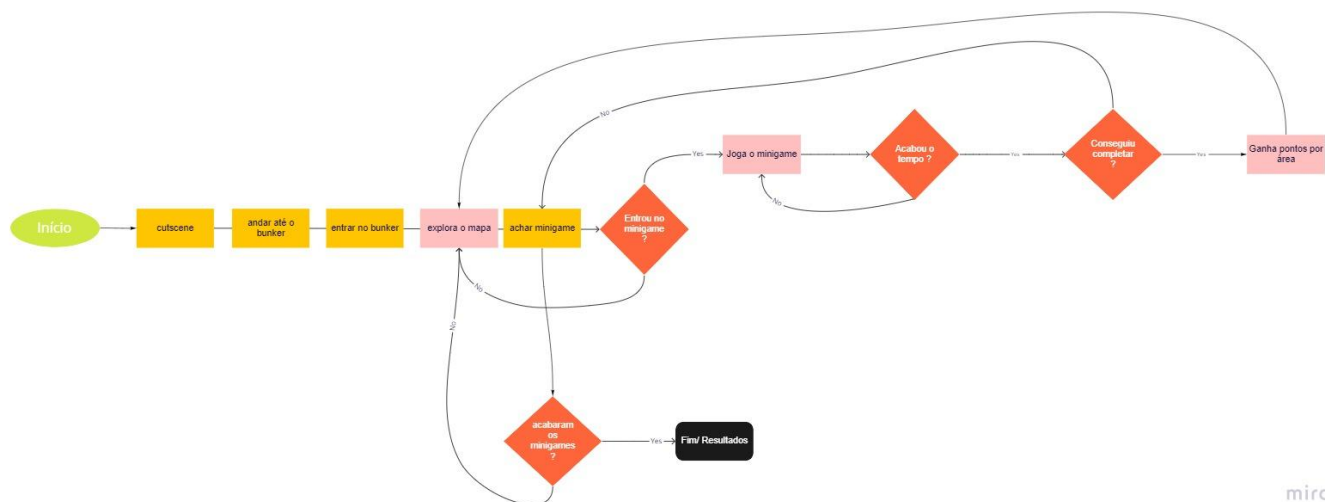 Início
cutscene
andar até o
bunker
entrar no bunker
explora o mapa
achar minigame
Entrou no
minigame
?
Yes
No
Joga o minigame
Acabou o
tempo ?
No
Yes
Conseguiu
completar
?
No
Yes
Ganha pontos por
área
acabaram
os
minigames
?
No
Yes
Fim/ Resultados
miro